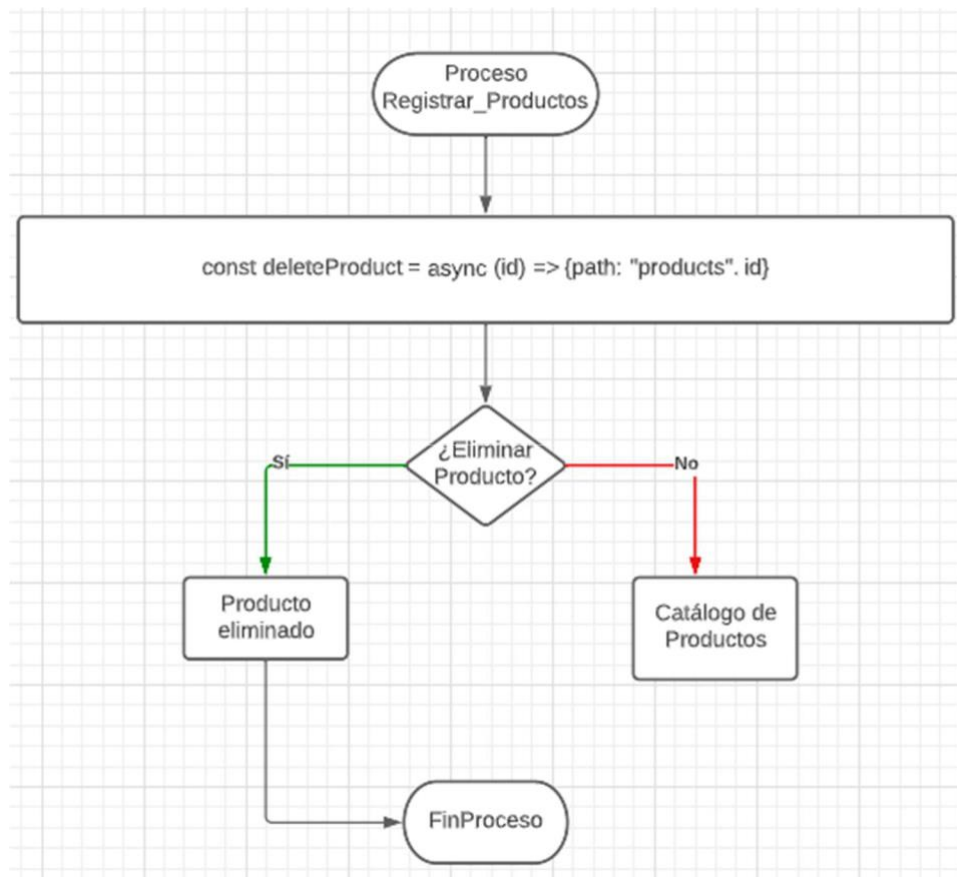 Proceso
Registrar_Productos
const deleteProduct = async (id) => {path: "products". id}
¿Eliminar
Producto?
Sí
No
Producto
eliminado
Catálogo de
Productos
FinProceso